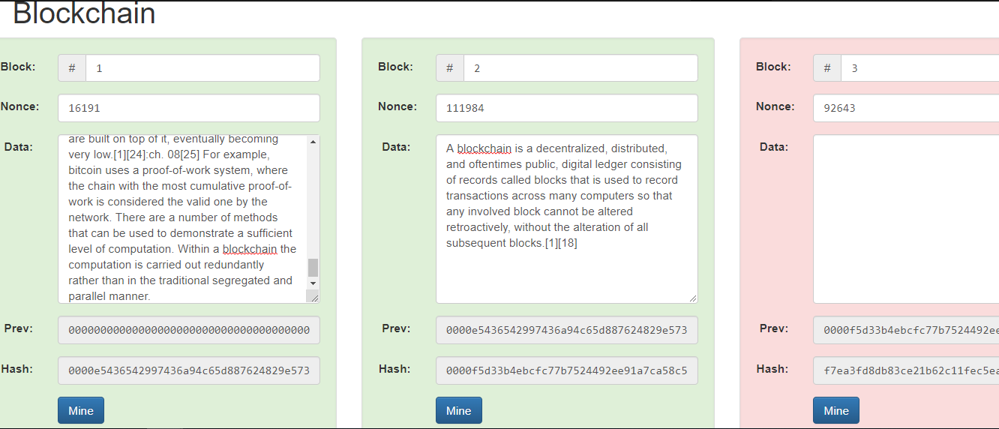 Blockchain
Block:
#
1
Nonce:
16191
Data:
are built on top of it, eventually becoming
very low.[1][24]:ch. 08[25] For example,
bitcoin uses a proof-of-work system, where
the chain with the most cumulative proof-of-
work is considered the valid one by the
network. There are a number of methods
that can be used to demonstrate a sufficient
level of computation. Within a blockchain the
computation is carried out redundantly
rather than in the traditional segregated and
parallel manner.
Prev:
00000000000000000000000000000000000000
Hash:
0000e5436542997436a94c65d887624829e573
Mine
Block:
#
2
Nonce:
111984
Data:
A blockchain is a decentralized, distributed,
and oftentimes public, digital ledger consisting
of records called blocks that is used to record
transactions across many computers so that
any involved block cannot be altered
retroactively, without the alteration of all
subsequent blocks.[1][18]
Prev:
0000e5436542997436a94c65d887624829e573
Hash:
0000f5d33b4ebcfc77b7524492ee91a7ca58c5
Mine
Block:
#
3
Nonce:
92643
Data:
Prev:
0000f5d33b4ebcfc77b7524492ee
Hash:
f7ea3fd8db83ce21b62c11fec5ea
Mine